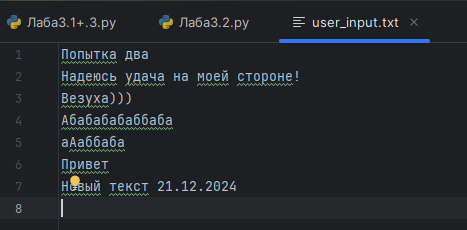 Лаба3.1+.3.py Лаба3.2.py user_input.txt
1 Попытка два
2 Надеюсь удача на моей стороне!
3 Везуха)))
4 Абабабабаббаба
5 аАаббаба
6 Привет
7 Новый текст 21.12.2024
8